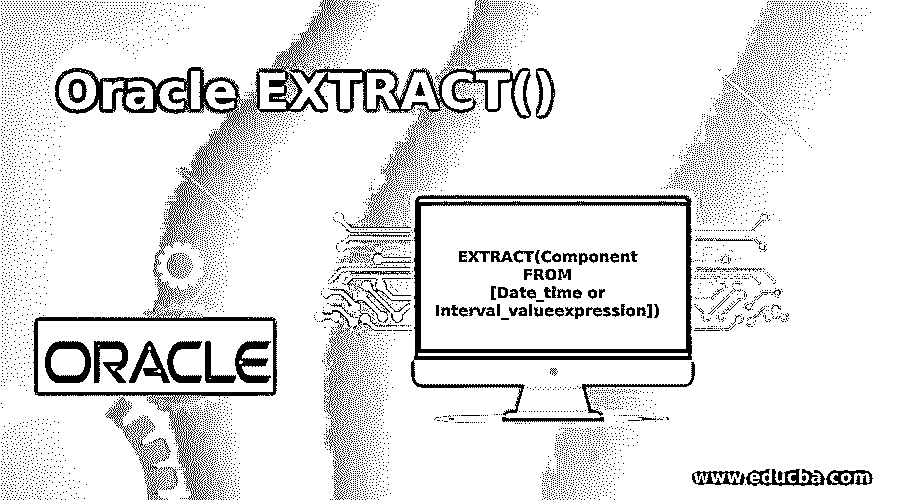 Oracle EXTRACT()
EXTRACT(Component
FROM
[Date_time or
Interval_valueexpression])
ORACLE
www.educba.com